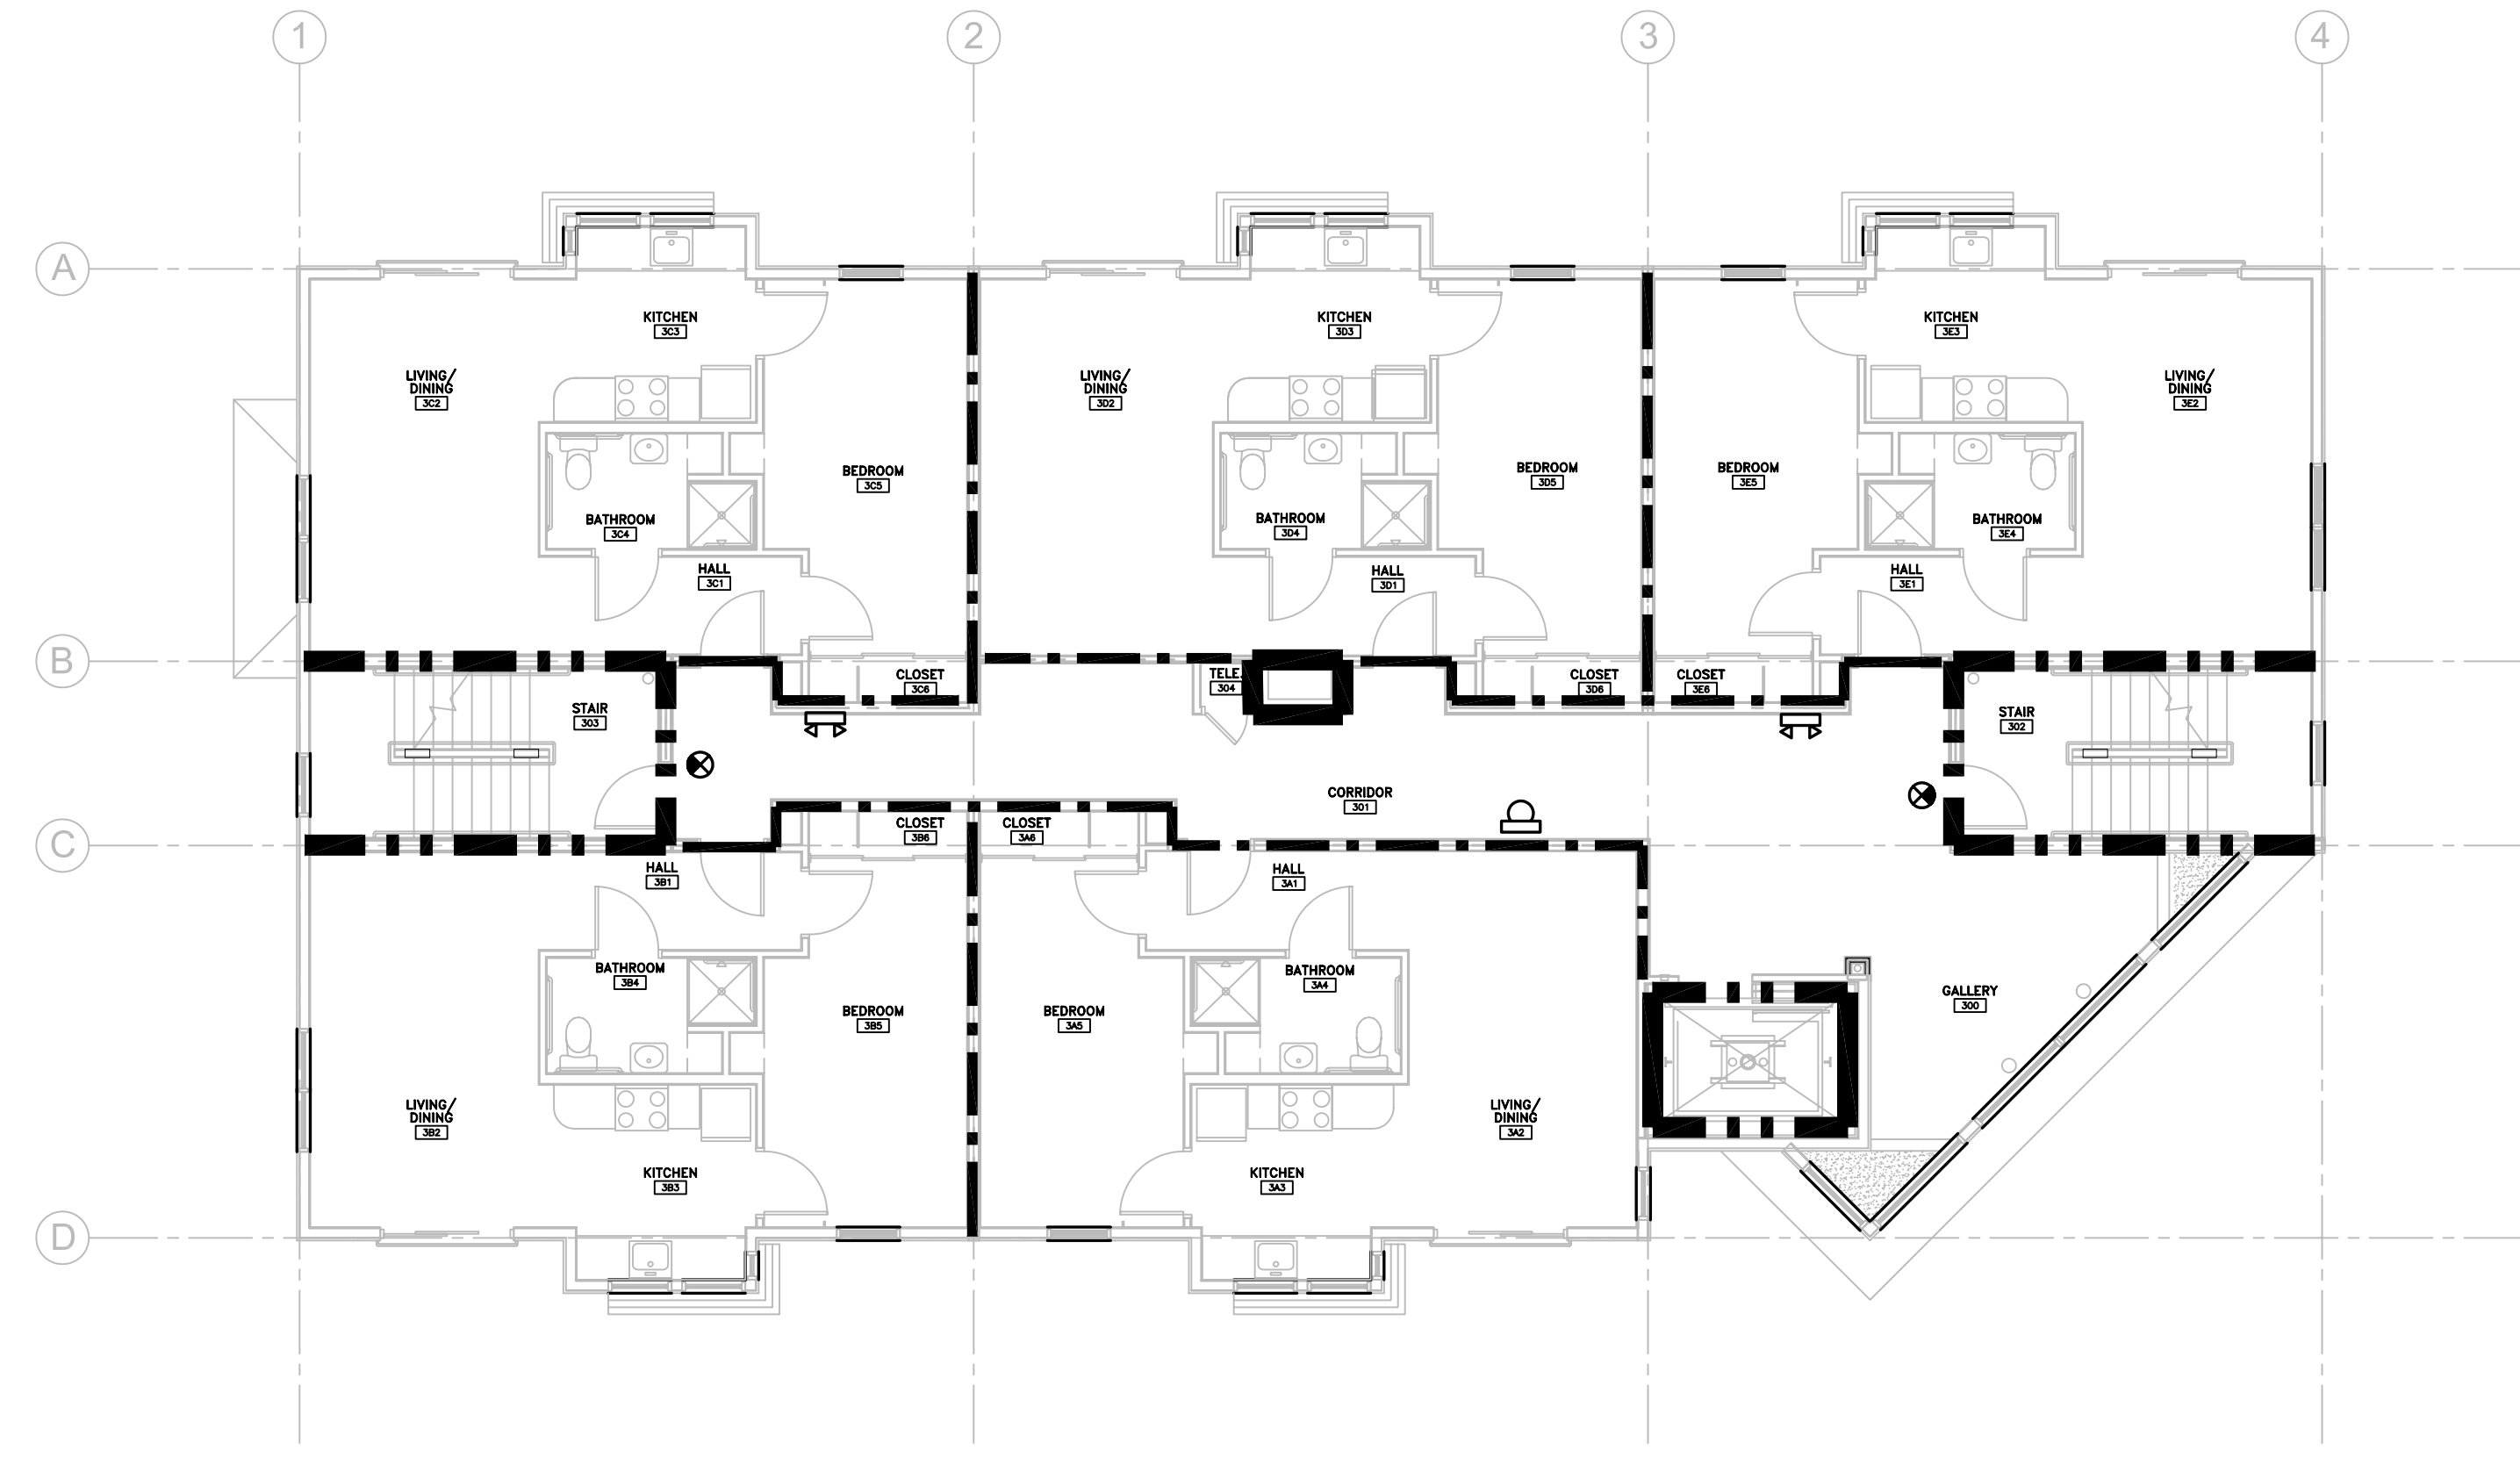 1
2
3
4
A
KITCHEN
3C3
KITCHEN
3D3
KITCHEN
3E3
LIVING/
DINING
3C2
LIVING/
DINING
3D2
LIVING/
DINING
3E2
BEDROOM
3C5
BEDROOM
3D5
BEDROOM
3E5
BATHROOM
3C4
BATHROOM
3D4
BATHROOM
3E4
HALL
3C1
HALL
3D1
HALL
3E1
B
CLOSET
3C6
TELE.
304
CLOSET
3D6
CLOSET
3E6
STAIR
303
STAIR
302
CORRIDOR
301
C
CLOSET
3B6
CLOSET
3A6
HALL
3B1
HALL
3A1
BATHROOM
3B4
BATHROOM
3A4
GALLERY
300
BEDROOM
3B5
BEDROOM
3A5
LIVING/
DINING
3B2
LIVING/
DINING
3A2
KITCHEN
3B3
KITCHEN
3A3
D